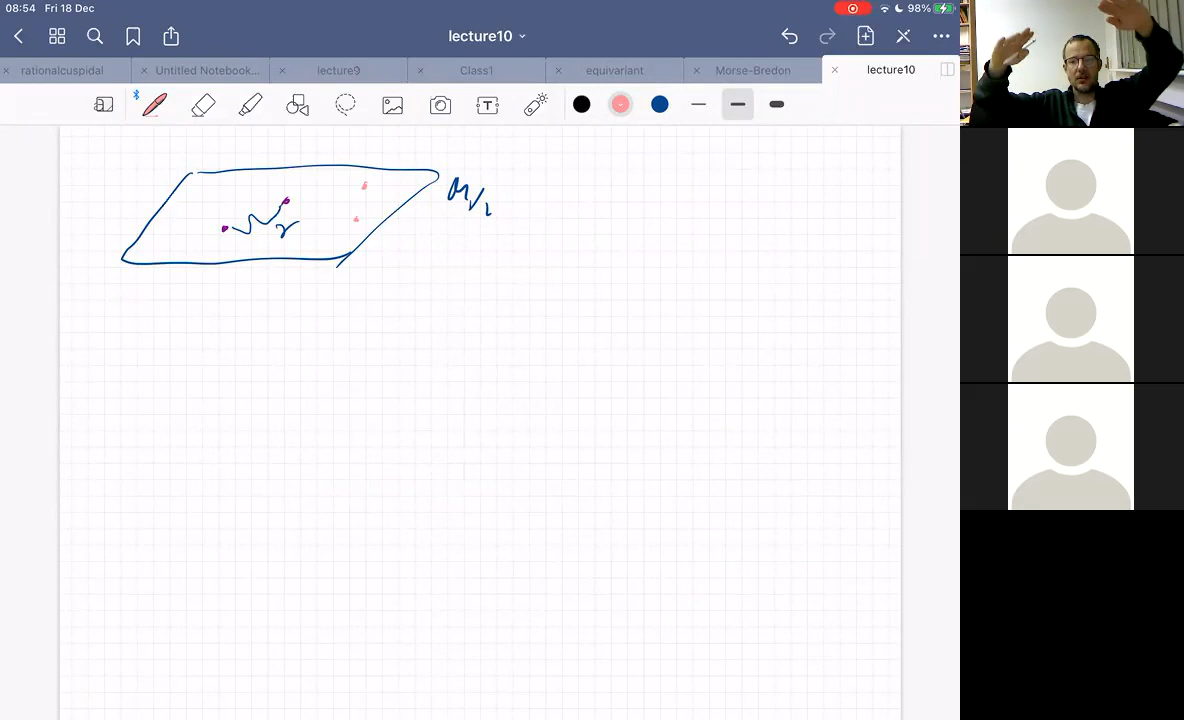 08:54 Fri 18 Dec
98%
lecture10
rationalcuspidal
Untitled Notebook...
lecture9
Class1
equivariant
Morse-Bredon
lecture10
T
γ